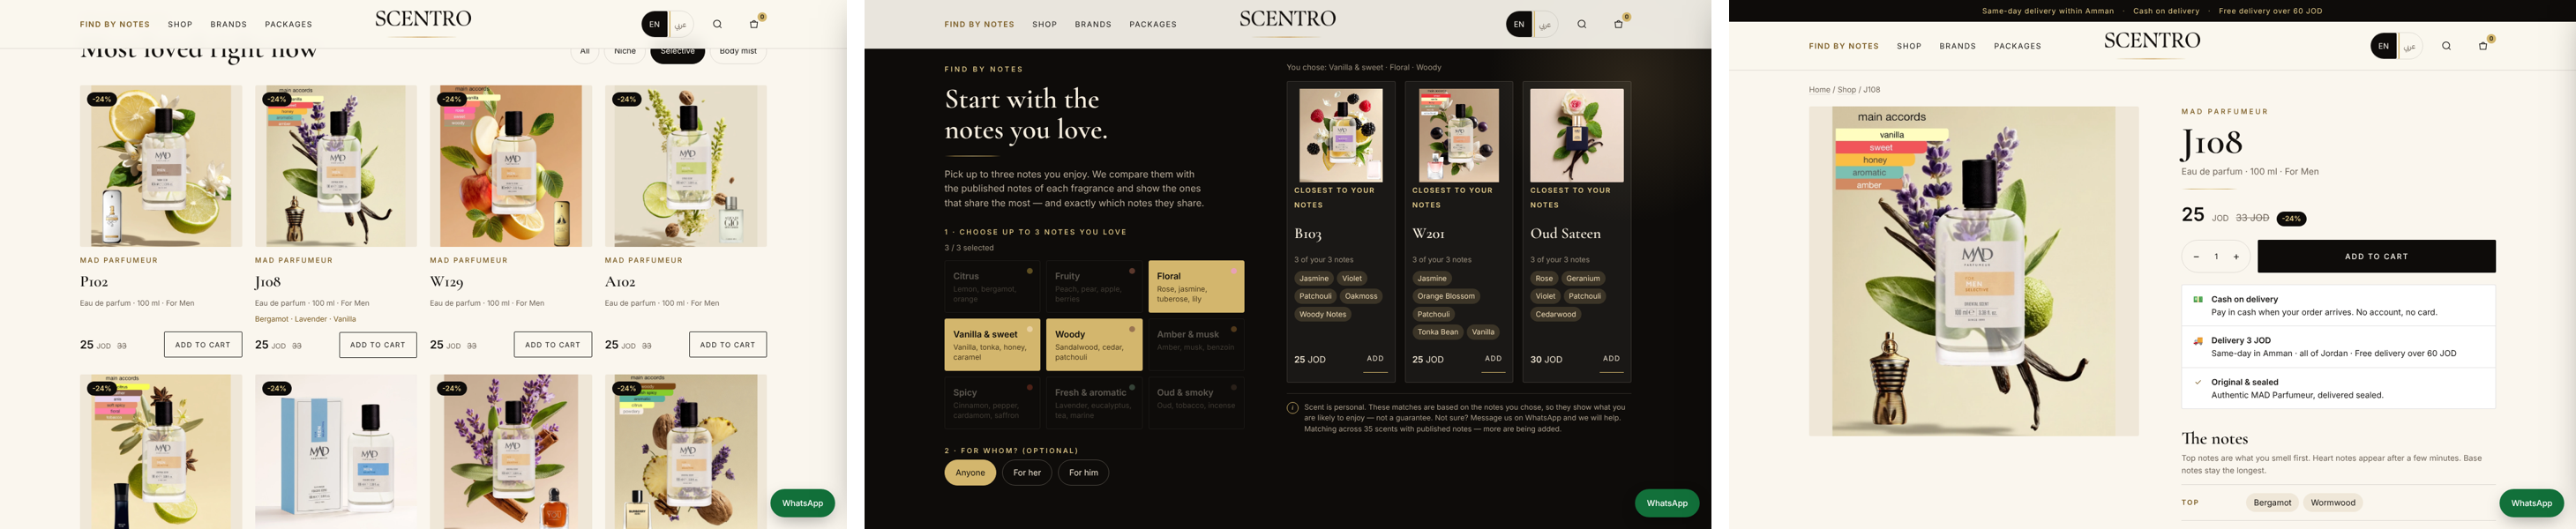 FIND BY NOTES SHOP BRANDS PACKAGES
SCENTRO
EN عربي
0
Most loved right now
All Niche Selective Body mist
-24%
MAD PARFUMEUR
P102
Eau de parfum · 100 ml · For Men
25 JOD 33
ADD TO CART
-24%
main accords
MAD PARFUMEUR
J108
Eau de parfum · 100 ml · For Men
Bergamot · Lavender · Vanilla
25 JOD 33
ADD TO CART
-24%
MAD PARFUMEUR
W129
Eau de parfum · 100 ml · For Men
25 JOD 33
ADD TO CART
-24%
MAD PARFUMEUR
A102
Eau de parfum · 100 ml · For Men
25 JOD 33
ADD TO CART
-24%
main accords
-24%
-24%
-24%
main accords
WhatsApp
FIND BY NOTES SHOP BRANDS PACKAGES
SCENTRO
EN عربي
0
FIND BY NOTES
Start with the
notes you love.
Pick up to three notes you enjoy. We compare them with
the published notes of each fragrance and show the ones
that share the most — and exactly which notes they share.
1 · CHOOSE UP TO 3 NOTES YOU LOVE
3 / 3 selected
Citrus
Lemon, bergamot,
orange
Fruity
Peach, pear, apple,
berries
Floral
Rose, jasmine,
tuberose, lily
Vanilla & sweet
Vanilla, tonka, honey,
caramel
Woody
Sandalwood, cedar,
patchouli
Amber & musk
Amber, musk, benzoin
Spicy
Cinnamon, pepper,
cardamom, saffron
Fresh & aromatic
Lavender, eucalyptus,
tea, marine
Oud & smoky
Oud, tobacco, incense
2 · FOR WHOM? (OPTIONAL)
Anyone For her For him
You chose: Vanilla & sweet · Floral · Woody
CLOSEST TO YOUR
NOTES
B103
3 of your 3 notes
Jasmine Violet
Patchouli Oakmoss
Woody Notes
25 JOD ADD
CLOSEST TO YOUR
NOTES
W201
3 of your 3 notes
Jasmine
Orange Blossom
Patchouli
Tonka Bean Vanilla
25 JOD ADD
CLOSEST TO YOUR
NOTES
Oud Sateen
3 of your 3 notes
Rose Geranium
Violet Patchouli
Cedarwood
30 JOD ADD
Scent is personal. These matches are based on the notes you chose, so they show what you
are likely to enjoy — not a guarantee. Not sure? Message us on WhatsApp and we will help.
Matching across 35 scents with published notes — more are being added.
WhatsApp
Same-day delivery within Amman · Cash on delivery · Free delivery over 60 JOD
FIND BY NOTES SHOP BRANDS PACKAGES
SCENTRO
EN عربي
0
Home / Shop / J108
main accords
vanilla
sweet
honey
aromatic
amber
MAD
MEN
SELECTIVE
MAD PARFUMEUR
J108
Eau de parfum · 100 ml · For Men
25 JOD 33 JOD -24%
− 1 +
ADD TO CART
Cash on delivery
Pay in cash when your order arrives. No account, no card.
Delivery 3 JOD
Same-day in Amman · all of Jordan · Free delivery over 60 JOD
Original & sealed
Authentic MAD Parfumeur, delivered sealed.
The notes
Top notes are what you smell first. Heart notes appear after a few minutes. Base
notes stay the longest.
TOP Bergamot Wormwood
WhatsApp